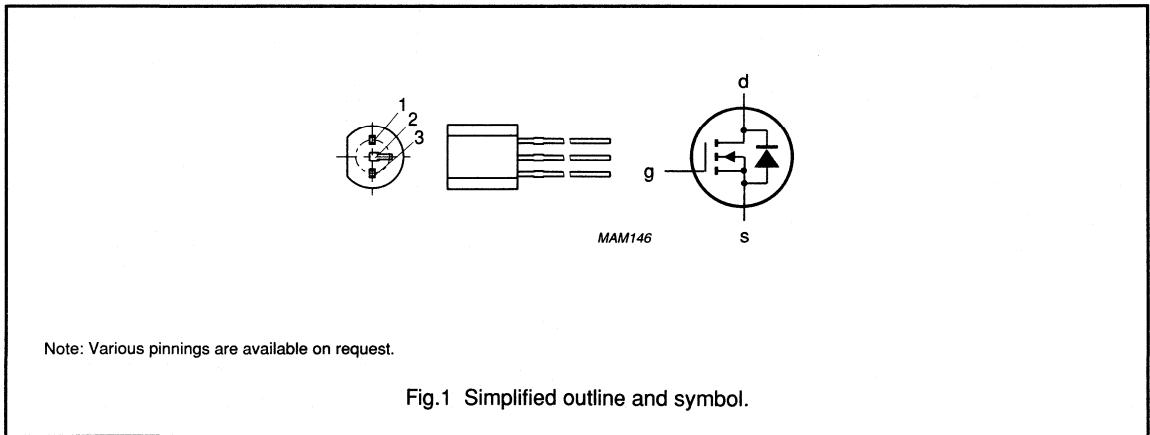 1
2
3
d
g
s
MAM146
Note: Various pinnings are available on request.
Fig.1 Simplified outline and symbol.